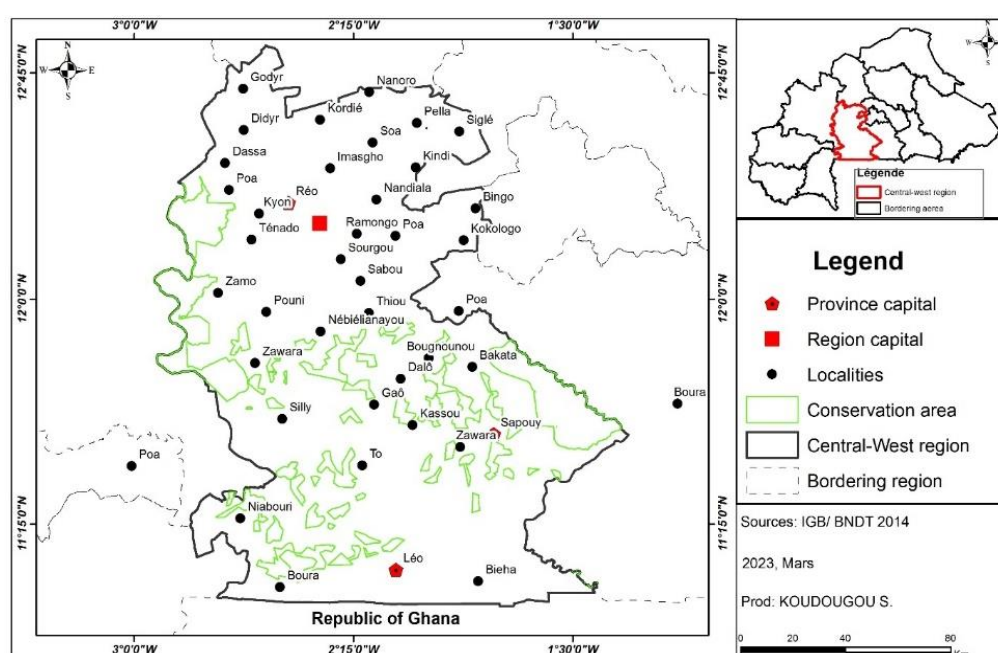 3°0'0"W 2°15'0"W 1°30'0"W
12°45'0"N
12°0'0"N
11°15'0"N
12°45'0"N
12°0'0"N
11°15'0"N
3°0'0"W 2°15'0"W 1°30'0"W
N
W E
S
Godyr
Nanoro
Kordié
Pella
Siglé
Didyr
Soa
Dassa
Imasgho
Kindi
Poa
Réo
Nandiala
Bingo
Kyon
Ténado
Ramongo
Poa
Kokologo
Sourgou
Sabou
Zamo
Pouni
Thiou
Poa
Nébiélianayou
Zawara
Bougnounou
Dalô
Bakata
Boura
Silly
Gaô
Kassou
Sapouy
Zawara
Poa
To
Niabouri
Léo
Boura
Bieha
Republic of Ghana
N
W E
S
Légende
Central-west region
Bordering aerea
Legend
Province capital
Region capital
Localities
Conservation area
Central-West region
Bordering region
Sources: IGB/ BNDT 2014
2023, Mars
Prod: KOUDOUGOU S.
0 20 40 80
Km